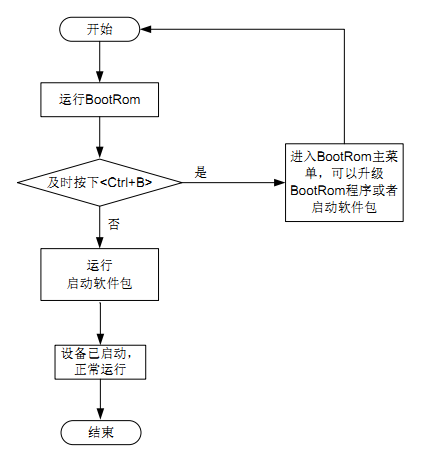 开始
运行BootRom
及时按下<Ctrl+B>
是
进入BootRom主菜
单，可以升级
BootRom程序或者
启动软件包
否
运行
启动软件包
设备已启动，
正常运行
结束